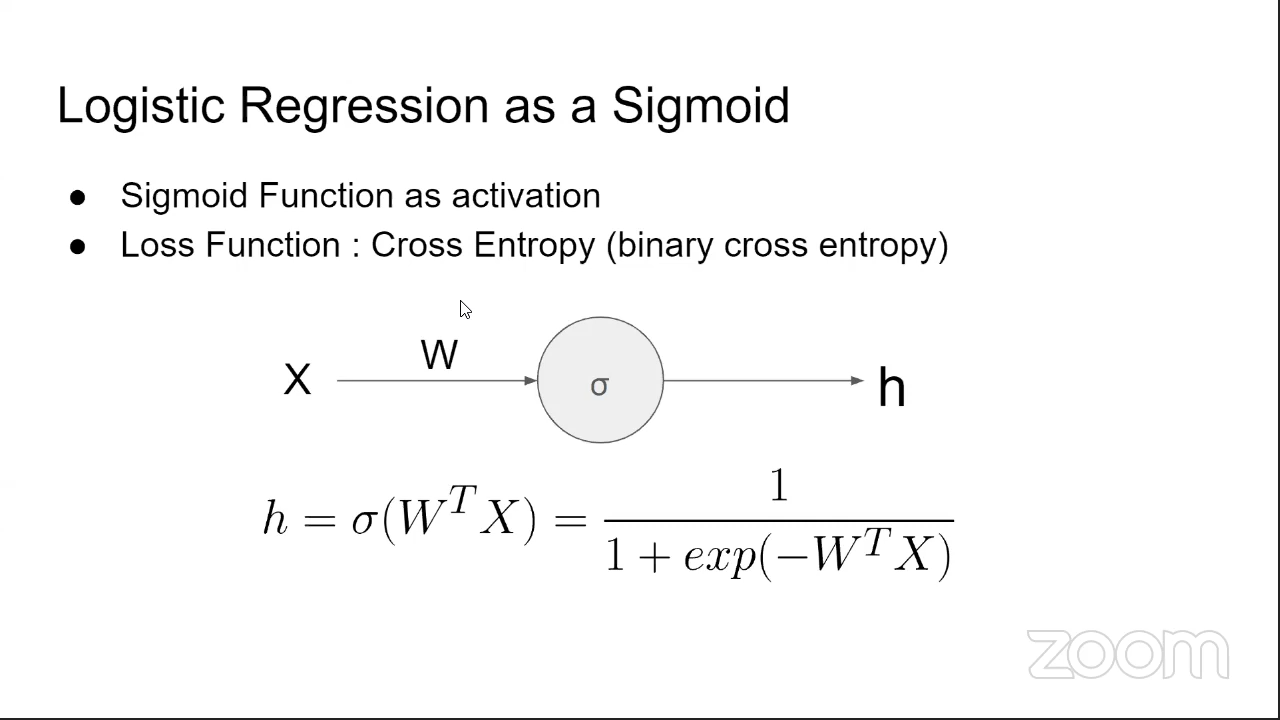 Logistic Regression as a Sigmoid
● Sigmoid Function as activation
● Loss Function : Cross Entropy (binary cross entropy)
X
W
σ
h
h = σ(W^T X) = \frac{1}{1 + exp(−W^T X)}
zoom